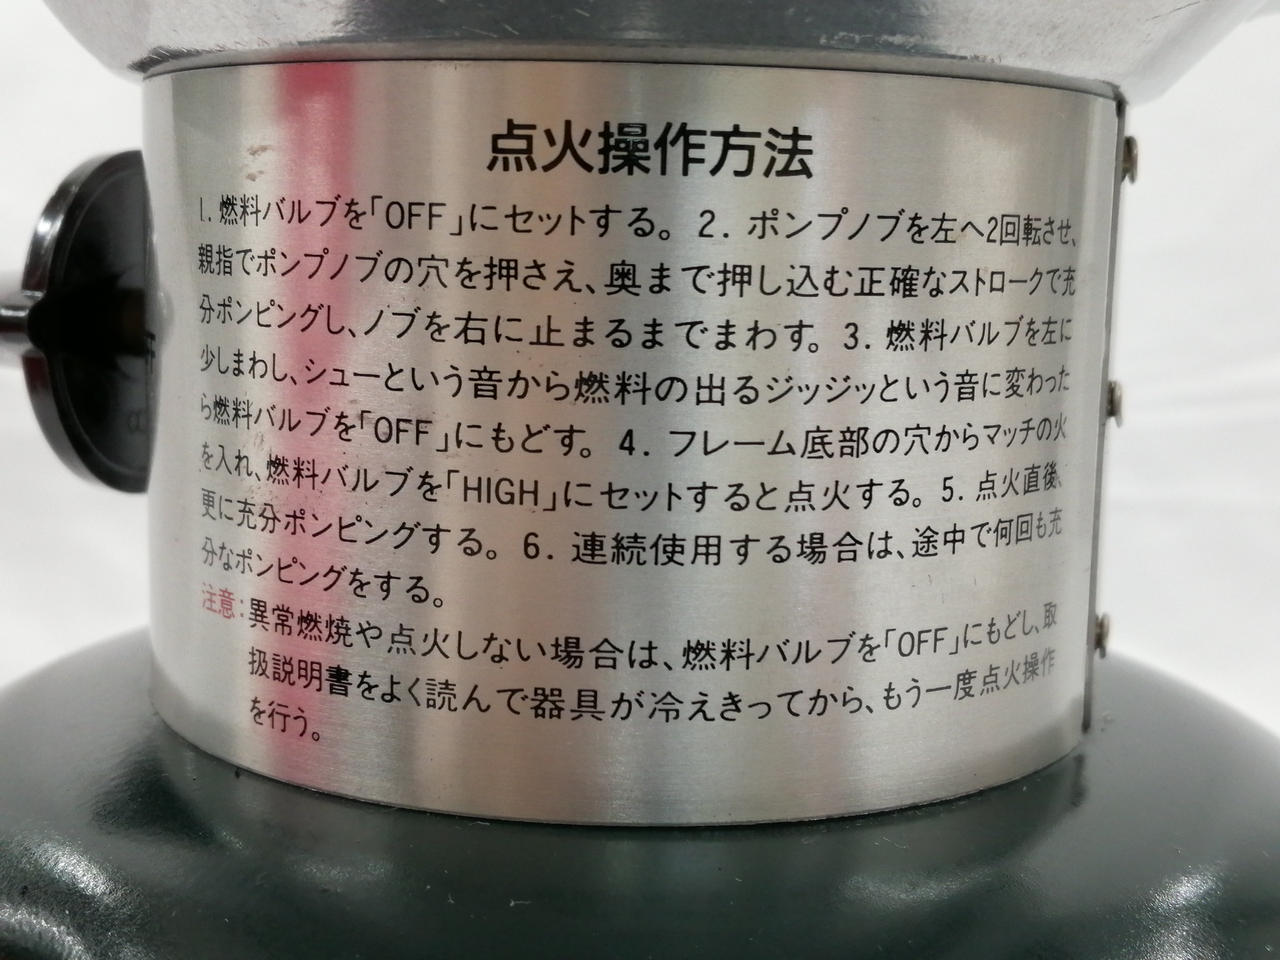 点火操作方法
1. 燃料バルブを「OFF」にセットする。 2. ポンプノブを左へ2回転させ、
親指でポンプノブの穴を押さえ、奥まで押し込む正確なストロークで充
分ポンピングし、ノブを右に止まるまでまわす。 3. 燃料バルブを左に
少しまわし、シューという音から燃料の出るジッジッという音に変わった
ら燃料バルブを「OFF」にもどす。 4. フレーム底部の穴からマッチの火
を入れ、燃料バルブを「HIGH」にセットすると点火する。 5. 点火直後、
更に充分ポンピングする。 6. 連続使用する場合は、途中で何回も充
分なポンピングをする。
注意:異常燃焼や点火しない場合は、燃料バルブを「OFF」にもどし、取
扱説明書をよく読んで器具が冷えきってから、もう一度点火操作
を行う。